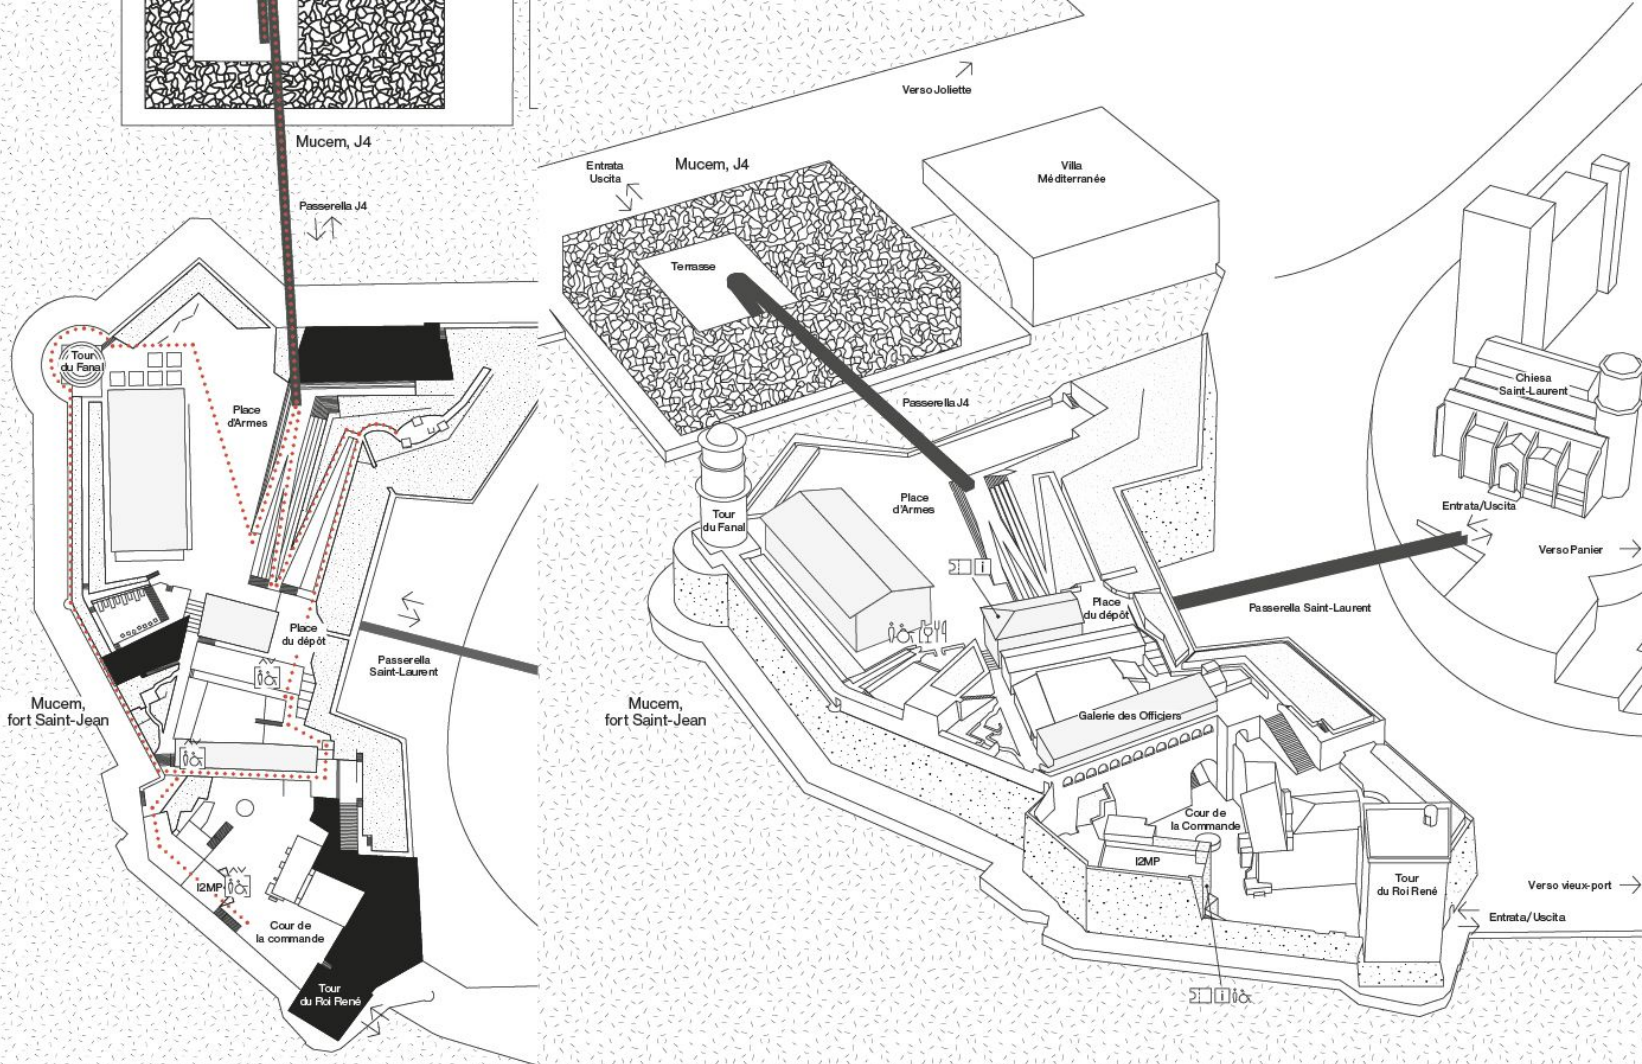 Mucem, J4
Passerella J4
Tour
du Fanal
Place
d'Armes
Place
du dépôt
Passerella
Saint-Laurent
Mucem,
fort Saint-Jean
I2MP
Cour de
la commande
Tour
du Roi René
Verso Joliette
Entrata
Uscita
Mucem, J4
Villa
Méditerranée
Terrasse
Chiesa
Saint-Laurent
Passerella J4
Place
d'Armes
Tour
du Fanal
Entrata/Uscita
Verso Panier
i
Place
du dépôt
Passerella Saint-Laurent
Mucem,
fort Saint-Jean
Galerie des Officiers
Cour de
la Commande
I2MP
Tour
du Roi René
Verso vieux-port
Entrata/Uscita
i